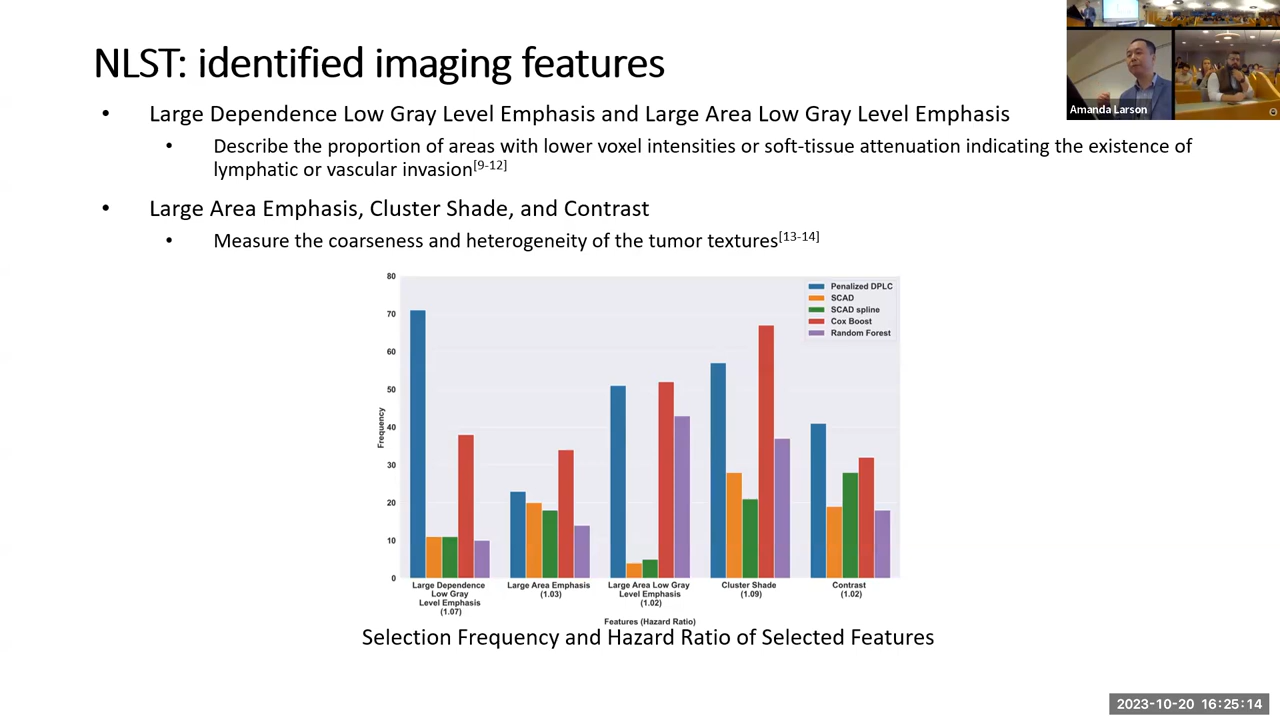 NLST: identified imaging features
• Large Dependence Low Gray Level Emphasis and Large Area Low Gray Level Emphasis
• Describe the proportion of areas with lower voxel intensities or soft-tissue attenuation indicating the existence of
lymphatic or vascular invasion[9-12]
• Large Area Emphasis, Cluster Shade, and Contrast
• Measure the coarseness and heterogeneity of the tumor textures[13-14]
Amanda Larson
80
70
60
50
40
30
20
10
0
Frequency
Penalized DPLC
SCAD
SCAD spline
Cox Boost
Random Forest
Large Dependence
Low Gray
Level Emphasis
(1.07)
Large Area Emphasis
(1.03)
Large Area Low Gray
Level Emphasis
(1.02)
Cluster Shade
(1.09)
Contrast
(1.02)
Features (Hazard Ratio)
Selection Frequency and Hazard Ratio of Selected Features
2023-10-20 16:25:14